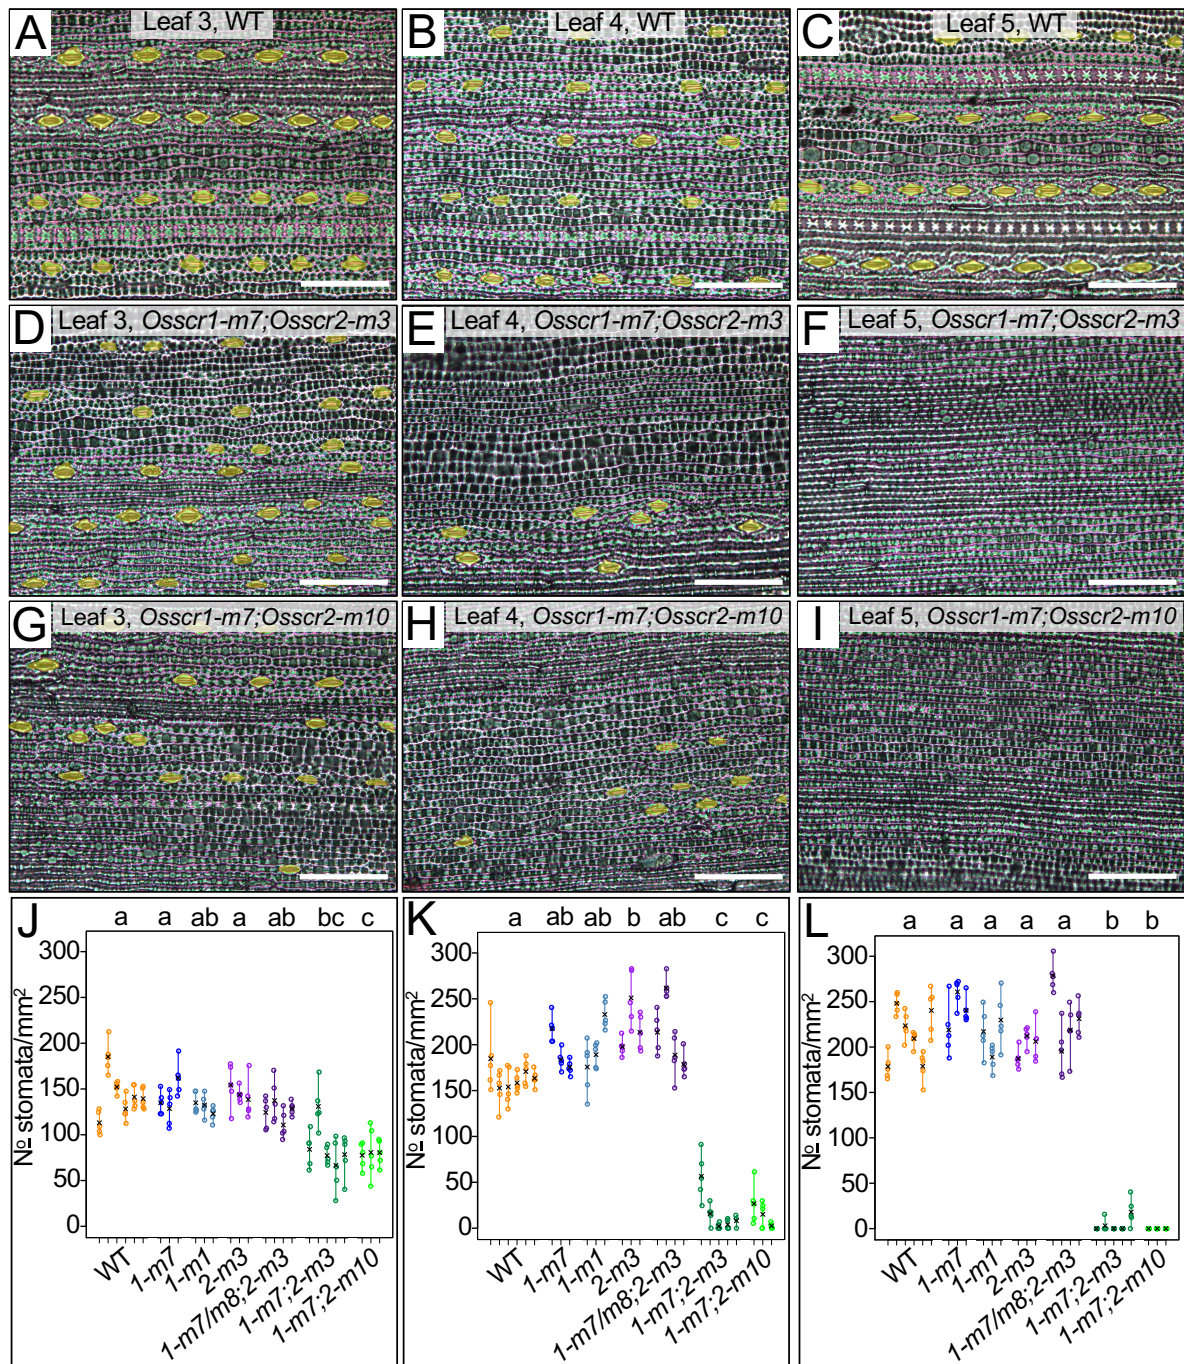 A Leaf 3, WT
B Leaf 4, WT
C Leaf 5, WT
D Leaf 3, Osscr1-m7;Osscr2-m3
E Leaf 4, Osscr1-m7;Osscr2-m3
F Leaf 5, Osscr1-m7;Osscr2-m3
G Leaf 3, Osscr1-m7;Osscr2-m10
H Leaf 4, Osscr1-m7;Osscr2-m10
I Leaf 5, Osscr1-m7;Osscr2-m10
J
a a ab a ab bc c
Nº stomata/mm²
300
250
200
150
100
50
0
WT
1-m7
1-m1
2-m3
1-m7/m8;2-m3
1-m7;2-m3
1-m7;2-m10
K
a ab ab b ab c c
Nº stomata/mm²
300
250
200
150
100
50
0
WT
1-m7
1-m1
2-m3
1-m7/m8;2-m3
1-m7;2-m3
1-m7;2-m10
L
a a a a a b b
Nº stomata/mm²
300
250
200
150
100
50
0
WT
1-m7
1-m1
2-m3
1-m7/m8;2-m3
1-m7;2-m3
1-m7;2-m10